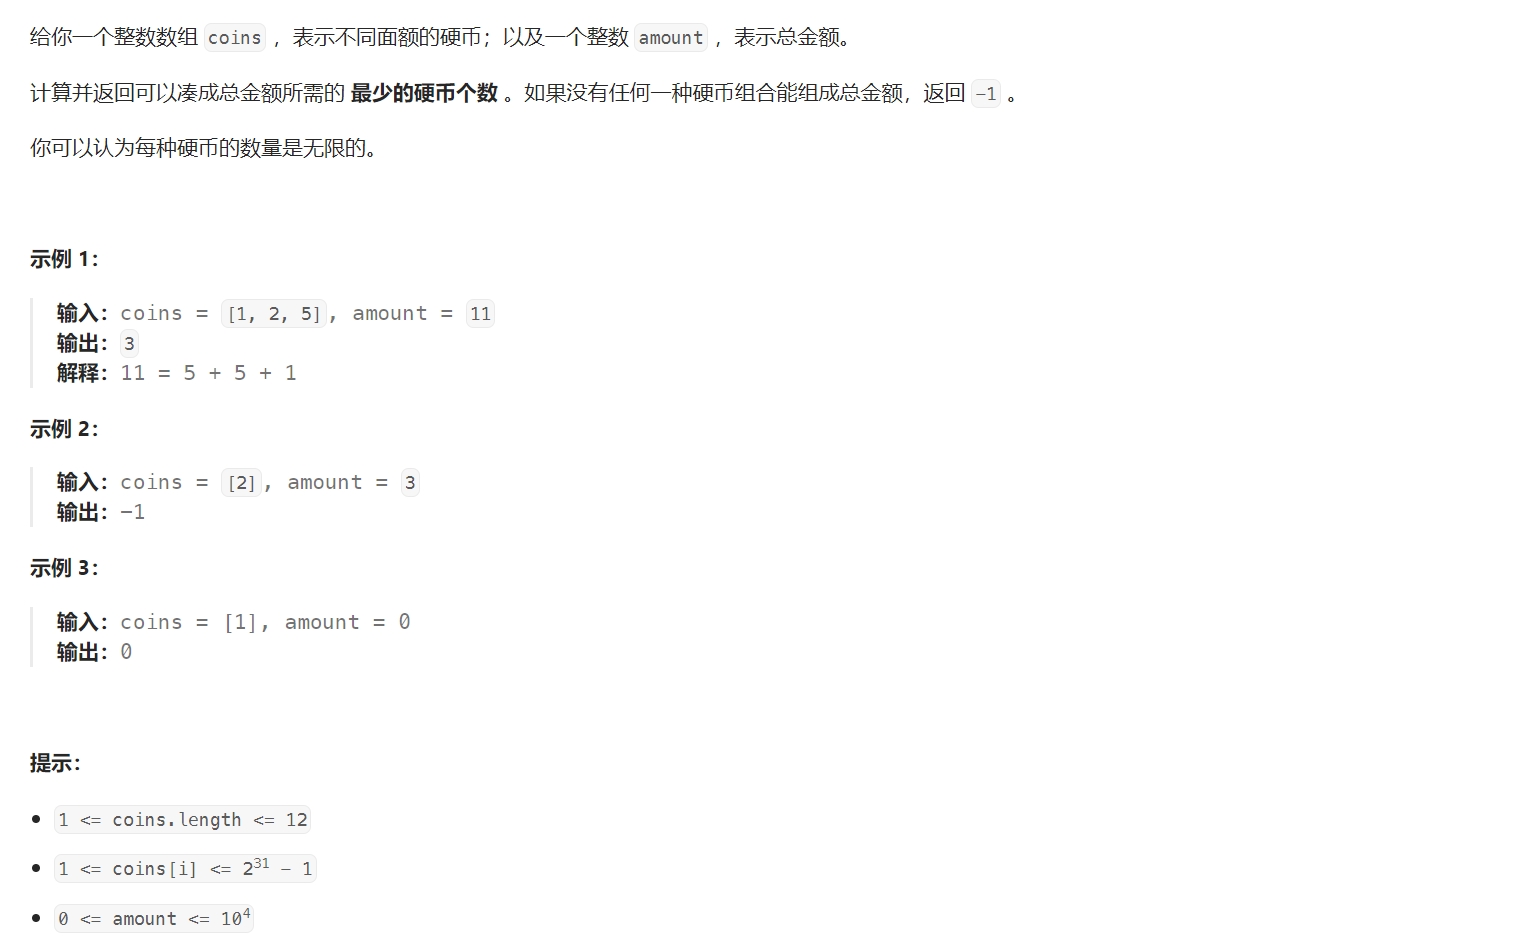 给你一个整数数组 coins ，表示不同面额的硬币；以及一个整数 amount ，表示总金额。
计算并返回可以凑成总金额所需的 最少的硬币个数 。如果没有任何一种硬币组合能组成总金额，返回 -1 。
你可以认为每种硬币的数量是无限的。
示例 1：
输入：coins = [1, 2, 5], amount = 11
输出：3
解释：11 = 5 + 5 + 1
示例 2：
输入：coins = [2], amount = 3
输出：-1
示例 3：
输入：coins = [1], amount = 0
输出：0
提示：
• 1 <= coins.length <= 12
• 1 <= coins[i] <= 2³¹ - 1
• 0 <= amount <= 10⁴